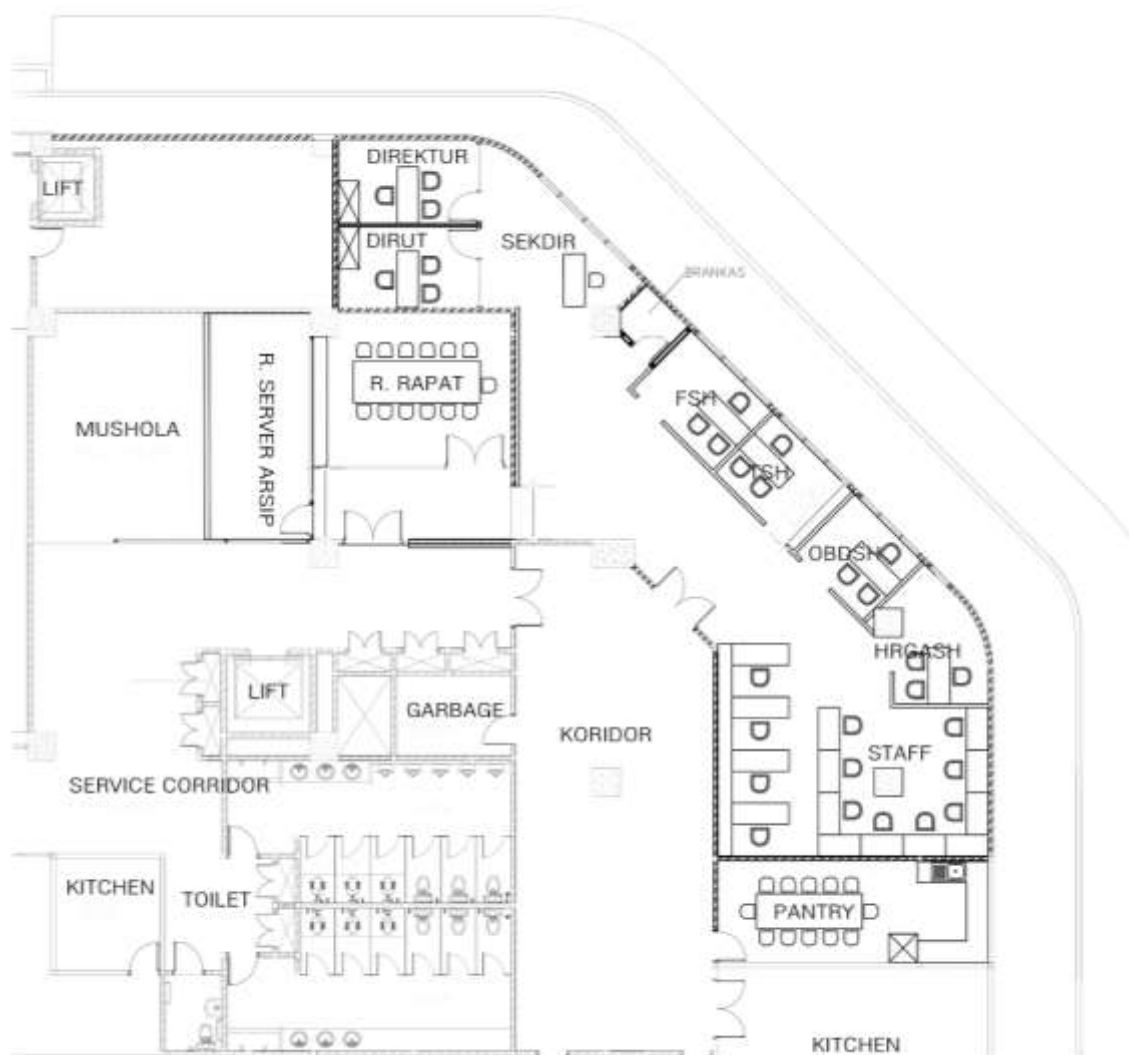 DIREKTUR
LIFT
DIRUT
SEKDIR
BRANKAS
R. RAPAT
R. SERVER ARSIP
FSH
MUSHOLA
TSH
OBDSH
HRGASH
LIFT
GARBAGE
KORIDOR
STAFF
SERVICE CORRIDOR
KITCHEN
TOILET
PANTRY
KITCHEN